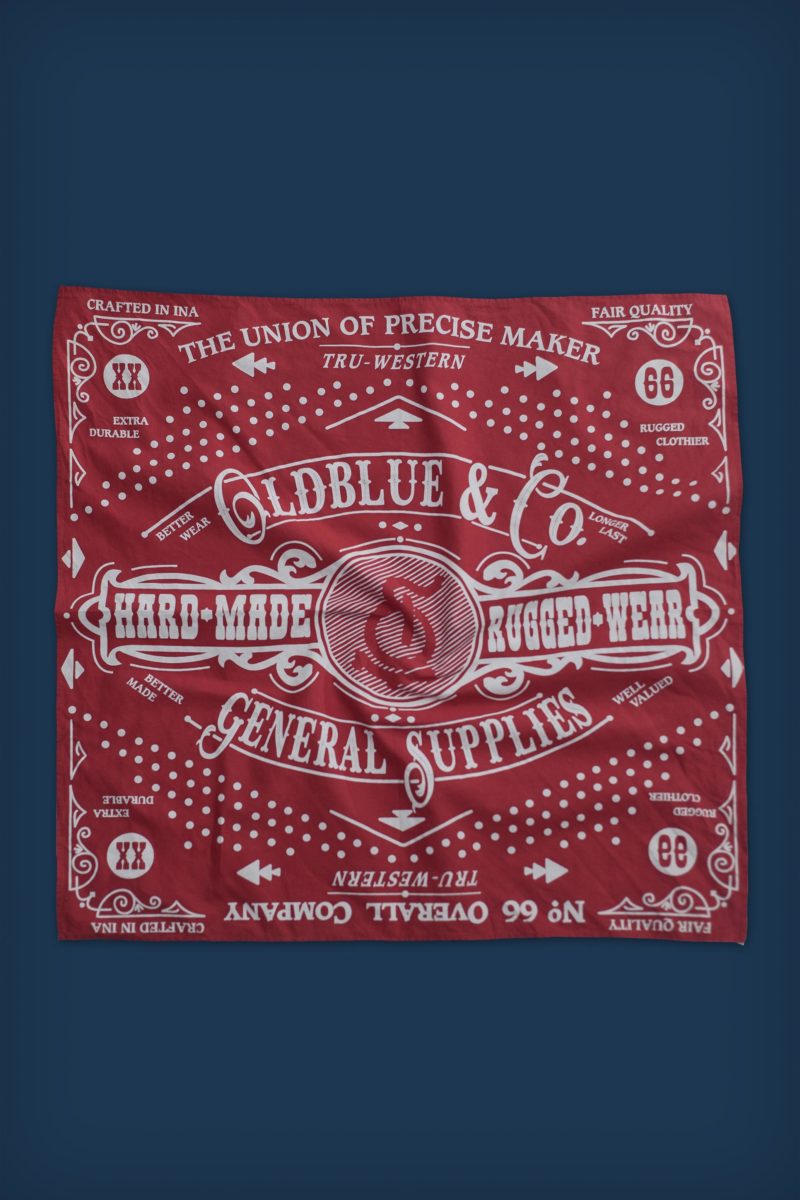 CRAFTED IN INA
FAIR QUALITY
THE UNION OF PRECISE MAKER
TRU-WESTERN
XX
66
EXTRA
DURABLE
RUGGED
CLOTHIER
OLDBLUE & CO.
BETTER
WEAR
LONGER
LAST
HARD MADE
RUGGED WEAR
BETTER
MADE
WELL
VALUED
GENERAL SUPPLIES
EXTRA
DURABLE
RUGGED
CLOTHIER
XX
66
TRU-WESTERN
Nº 66 OVERALL COMPANY
CRAFTED IN INA
FAIR QUALITY